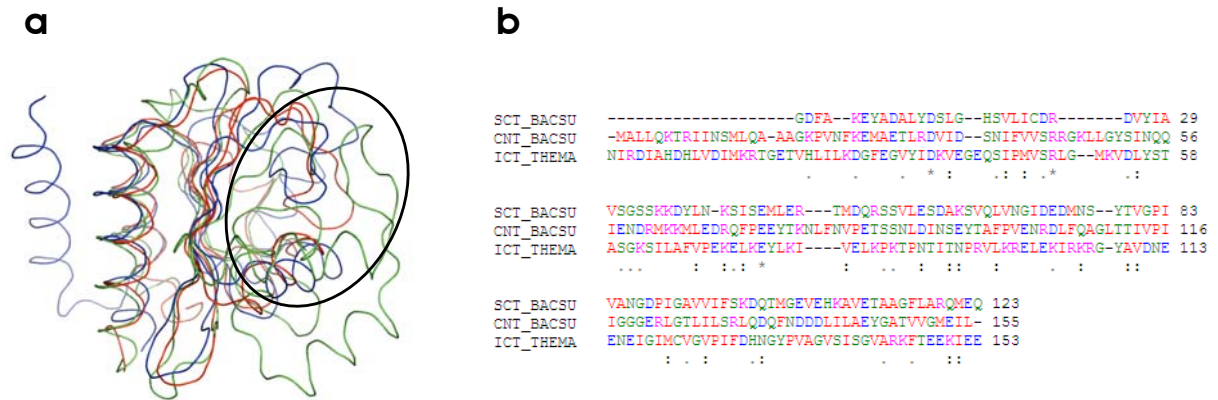 a
b
SCT_BACSU -----------------GDFA--KEYADALYDSLG--HSVLICDR-------DVYIA 29
CNT_BACSU -MALLQKTRIINSMLQA-AAGKPVNFKEMAETLRDVID--SNIFVVSRRGKLLGYSINQQ 56
ICT_THEMA NIRDIAHDHLVDIMKRTGETVHLILKDGFEGVYIDKVEGEQSIPMVSRLG--MKVDLYST 58
. . . * : . : : . * . :
SCT_BACSU VSGSSKKDYLN-KSISEMLER---TMDQRSSVLESDAKSVQLVNGIDEDMNS--YTVGPI 83
CNT_BACSU IENDRMKKMLEDRQFPEEYTKNLFNVPETSSNLDINSEYTAFPVENRDLFQAGLTTIVPI 116
ICT_THEMA ASGKSILAFVPEKELKEYLKI----VELKPKTPNTITNPRVLKRELEKIRKRG-YAVDNE 113
. . . : : . : * : . . : : : : . : : :
SCT_BACSU VANGDPIGAVVIFSKDQTMGEVEHKAVETAAGFLARQMEQ 123
CNT_BACSU IGGGERLGTLILSRLQDQFNDDDLILAEYGATVVGMEIL- 155
ICT_THEMA ENEIGIMCVGVPIFDHNGYPVAGVSISGVARKFTEEKIEE 153
: . : . . . . : :